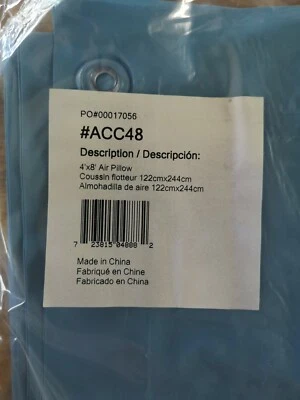 PO#00017056
#ACC48
Description / Descripción:
4'x8' Air Pillow
Coussin flotteur 122cmx244cm
Almohadilla de aire 122cmx244cm
7 23815 04888 2
Made in China
Fabriqué en Chine
Fabricado en China